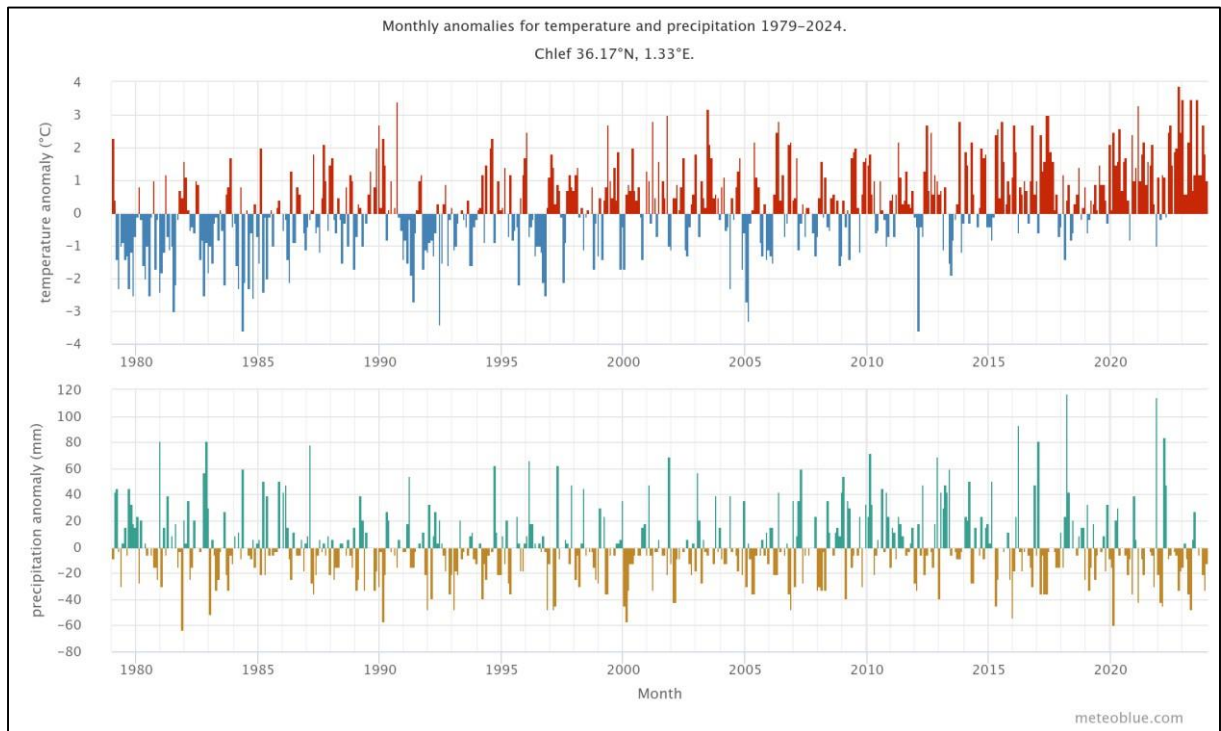 Monthly anomalies for temperature and precipitation 1979–2024.
Chlef 36.17°N, 1.33°E.
temperature anomaly (°C)
4
3
2
1
0
−1
−2
−3
−4
1980 1985 1990 1995 2000 2005 2010 2015 2020
precipitation anomaly (mm)
120
100
80
60
40
20
0
−20
−40
−60
−80
1980 1985 1990 1995 2000 2005 2010 2015 2020
Month
meteoblue.com